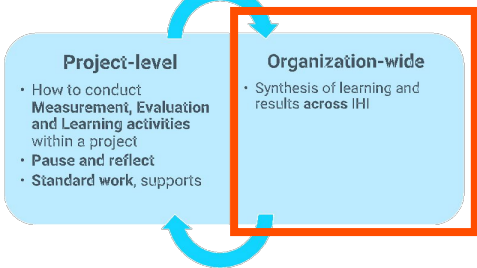 Project-level
• How to conduct
Measurement, Evaluation
and Learning activities
within a project
• Pause and reflect
• Standard work, supports
Organization-wide
• Synthesis of learning and
results across IHI